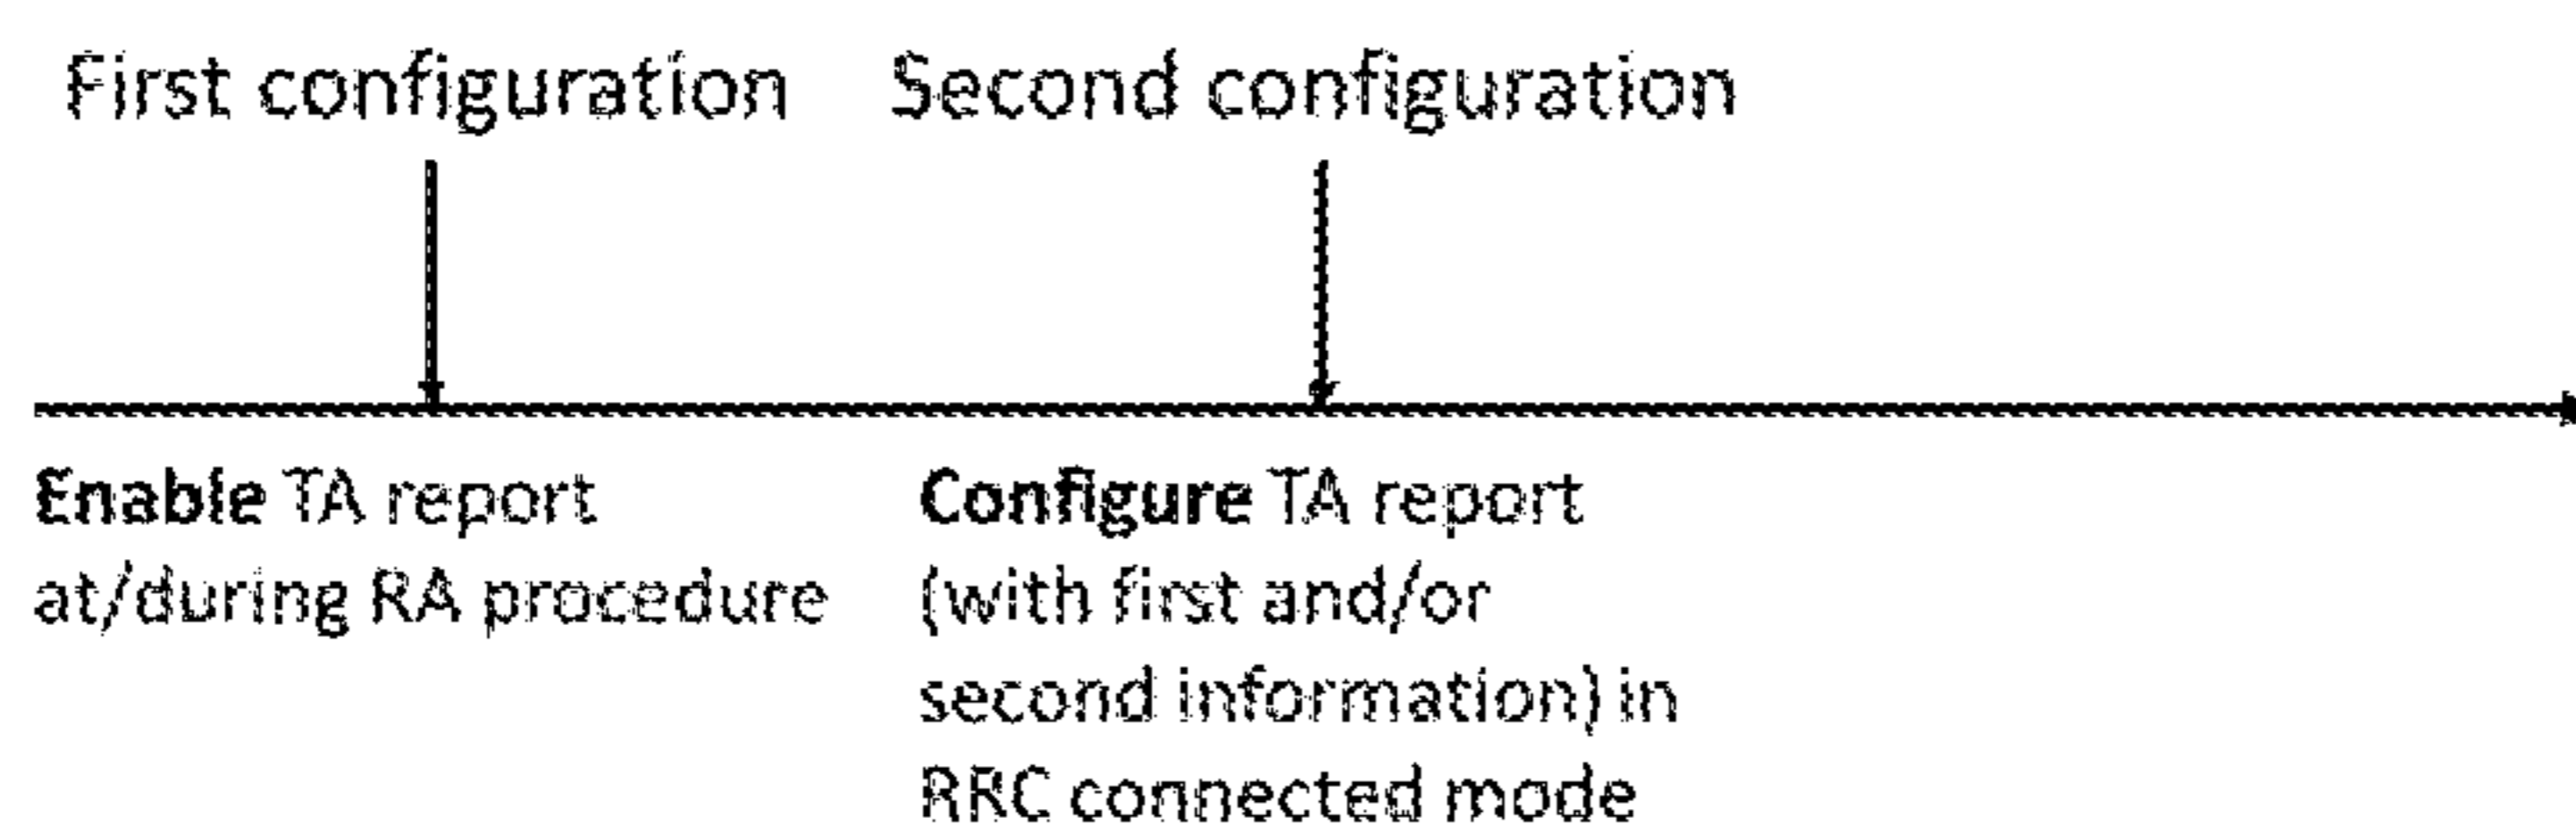 First configuration
Second configuration
Enable TA report
at/during RA procedure
Configure TA report
(with first and/or
second information) in
RRC connected mode